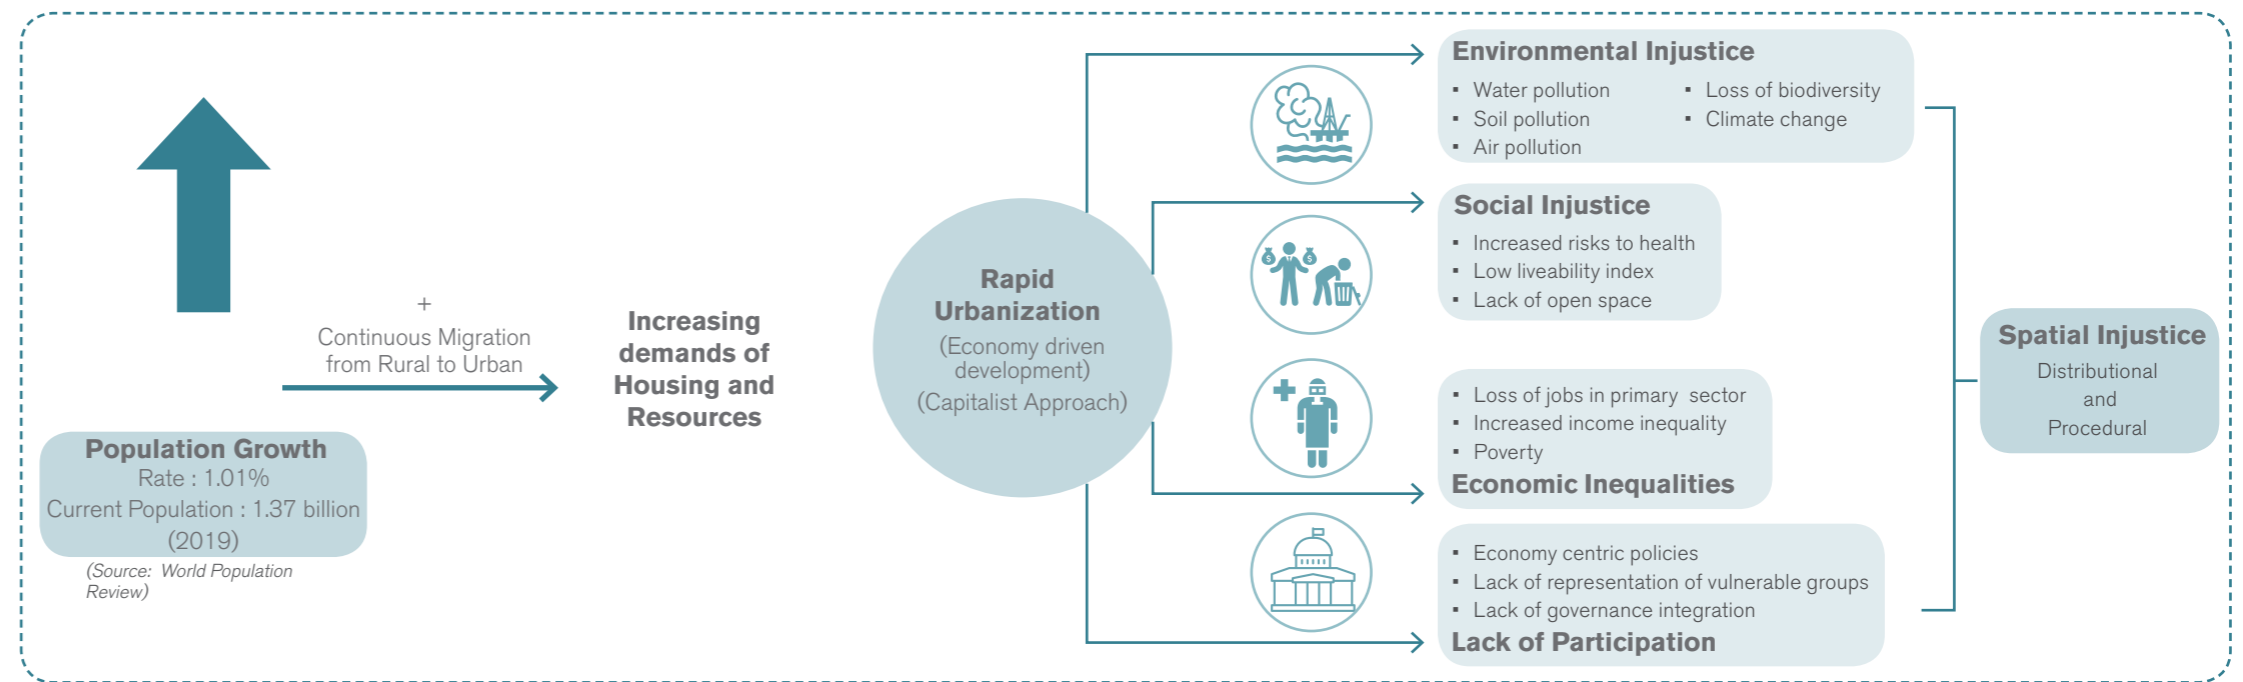 Population Growth
Rate : 1.01%
Current Population : 1.37 billion
(2019)
(Source: World Population
Review)
+
Continuous Migration
from Rural to Urban
Increasing
demands of
Housing and
Resources
Rapid
Urbanization
(Economy driven
development)
(Capitalist Approach)
Environmental Injustice
▪ Water pollution
▪ Soil pollution
▪ Air pollution
▪ Loss of biodiversity
▪ Climate change
$
$
Social Injustice
▪ Increased risks to health
▪ Low liveability index
▪ Lack of open space
▪ Loss of jobs in primary sector
▪ Increased income inequality
▪ Poverty
Economic Inequalities
▪ Economy centric policies
▪ Lack of representation of vulnerable groups
▪ Lack of governance integration
Lack of Participation
Spatial Injustice
Distributional
and
Procedural